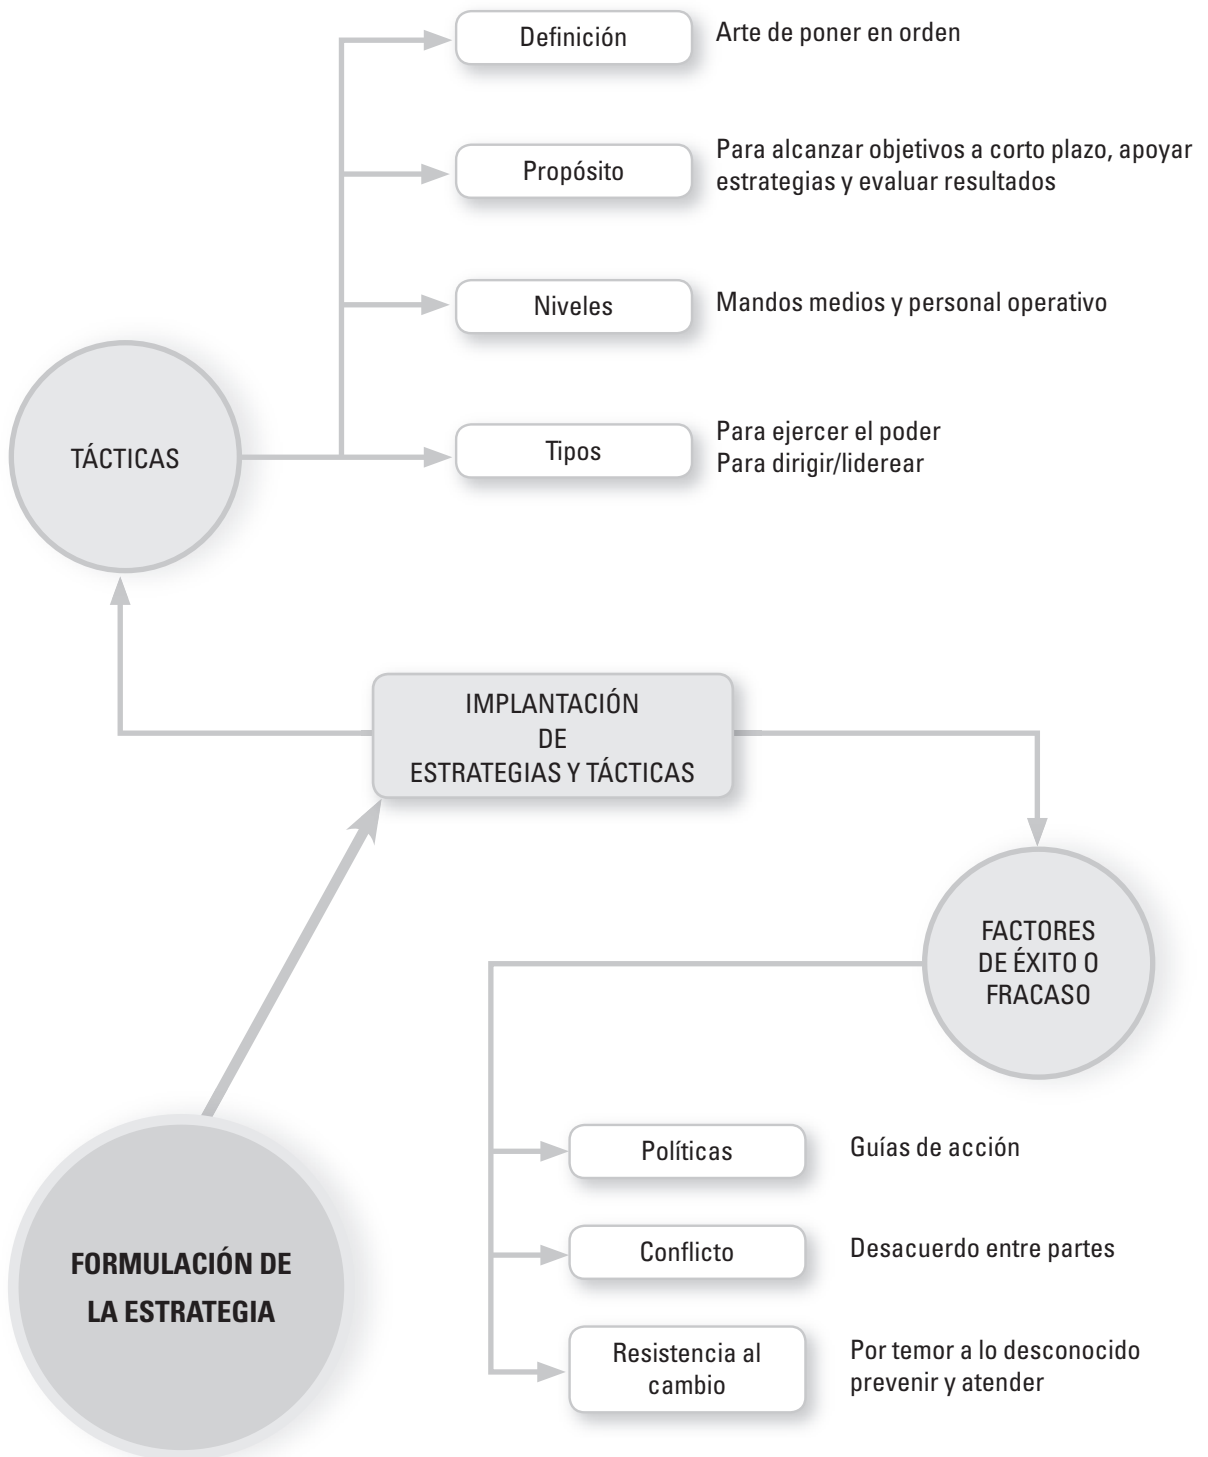 Definición
Arte de poner en orden
Propósito
Para alcanzar objetivos a corto plazo, apoyar
estrategias y evaluar resultados
Niveles
Mandos medios y personal operativo
TÁCTICAS
Tipos
Para ejercer el poder
Para dirigir/liderear
IMPLANTACIÓN
DE
ESTRATEGIAS Y TÁCTICAS
FACTORES
DE ÉXITO O
FRACASO
Políticas
Guías de acción
Conflicto
Desacuerdo entre partes
Resistencia al
cambio
Por temor a lo desconocido
prevenir y atender
FORMULACIÓN DE
LA ESTRATEGIA